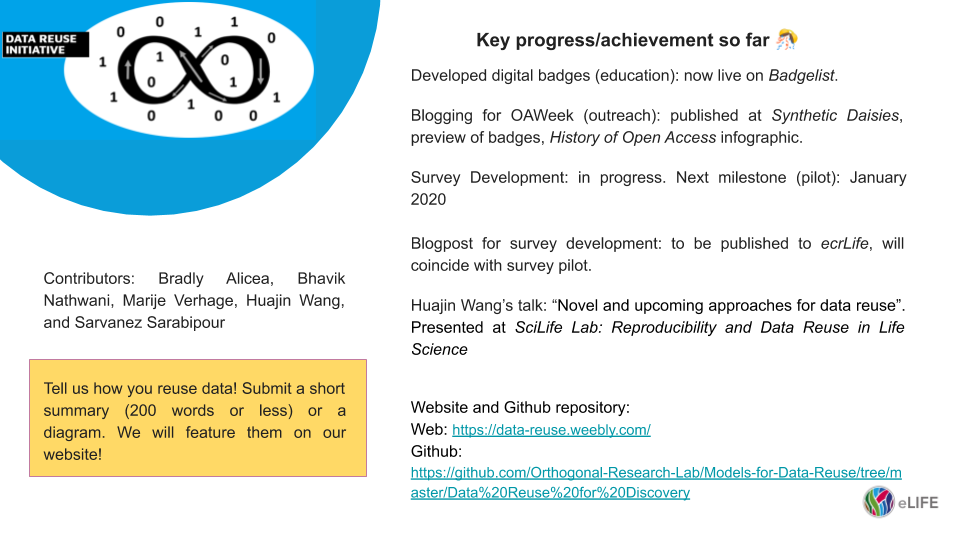 DATA REUSE
INITIATIVE
0 0 1 1 0
1 1 0
0 1
1 1 0 1
0 0 0
Key progress/achievement so far
Developed digital badges (education): now live on Badgelist.
Blogging for OAWeek (outreach): published at Synthetic Daisies,
preview of badges, History of Open Access infographic.
Survey Development: in progress. Next milestone (pilot): January
2020
Blogpost for survey development: to be published to ecrLife, will
coincide with survey pilot.
Huajin Wang’s talk: “Novel and upcoming approaches for data reuse”.
Presented at SciLife Lab: Reproducibility and Data Reuse in Life
Science
Website and Github repository:
Web: https://data-reuse.weebly.com/
Github:
https://github.com/Orthogonal-Research-Lab/Models-for-Data-Reuse/tree/m
aster/Data%20Reuse%20for%20Discovery
Contributors: Bradly Alicea, Bhavik
Nathwani, Marije Verhage, Huajin Wang,
and Sarvanez Sarabipour
Tell us how you reuse data! Submit a short
summary (200 words or less) or a
diagram. We will feature them on our
website!
eLIFE